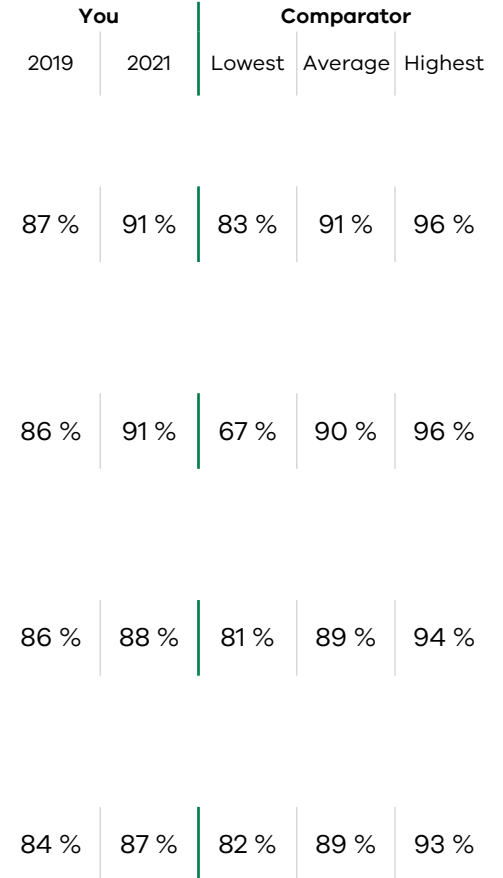 You Comparator
2019 2021 Lowest Average Highest
87 % 91 % 83 % 91 % 96 %
86 % 91 % 67 % 90 % 96 %
86 % 88 % 81 % 89 % 94 %
84 % 87 % 82 % 89 % 93 %